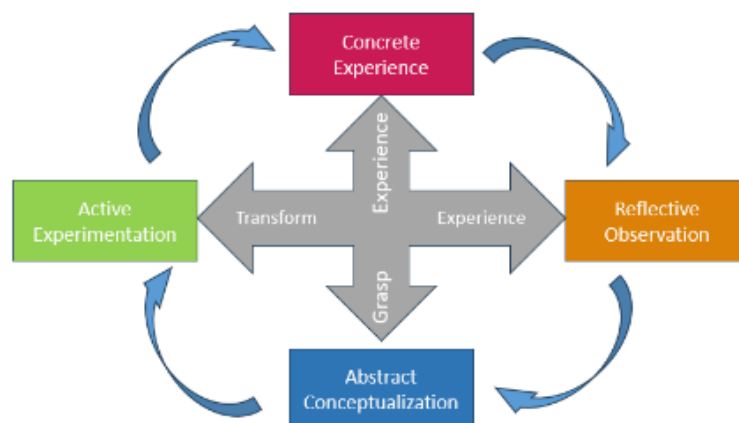 Concrete
Experience
Experience
Active
Experimentation
Transform
Experience
Reflective
Observation
Grasp
Abstract
Conceptualization